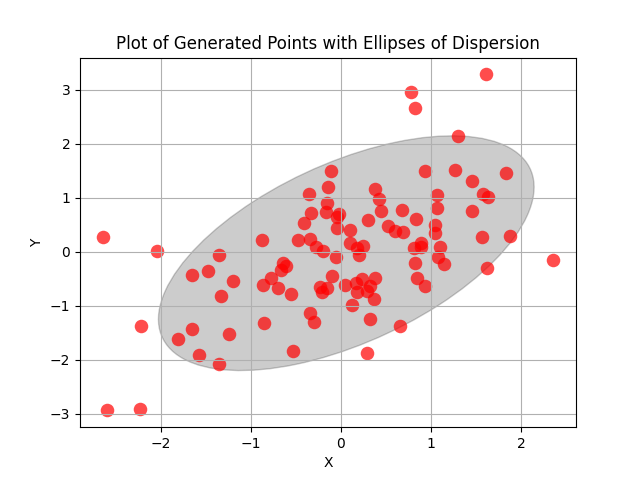 Plot of Generated Points with Ellipses of Dispersion
3
2
1
0
−1
−2
−3
Y
−2 −1 0 1 2
X